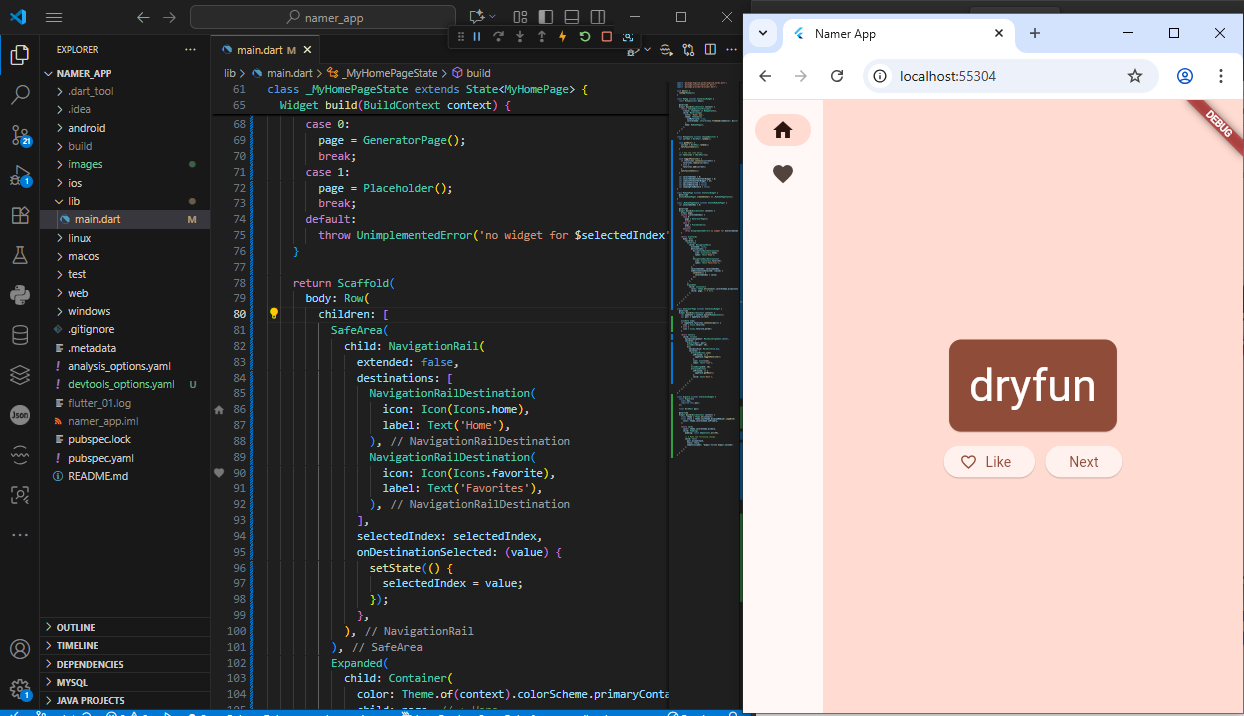 namer_app
EXPLORER
NAMER_APP
.dart_tool
.idea
android
build
images
ios
lib
main.dart M
linux
macos
test
web
windows
.gitignore
.metadata
analysis_options.yaml
devtools_options.yaml U
flutter_01.log
namer_app.iml
pubspec.lock
pubspec.yaml
README.md
OUTLINE
TIMELINE
DEPENDENCIES
MYSQL
JAVA PROJECTS
21
1
Json
1
main.dart M
lib > main.dart > _MyHomePageState > build
61 class _MyHomePageState extends State<MyHomePage> {
65 Widget build(BuildContext context) {
68 case 0:
69 page = GeneratorPage();
70 break;
71 case 1:
72 page = Placeholder();
73 break;
74 default:
75 throw UnimplementedError('no widget for $selectedIndex'
76 }
77
78 return Scaffold(
79 body: Row(
80 children: [
81 SafeArea(
82 child: NavigationRail(
83 extended: false,
84 destinations: [
85 NavigationRailDestination(
86 icon: Icon(Icons.home),
87 label: Text('Home'),
88 ), // NavigationRailDestination
89 NavigationRailDestination(
90 icon: Icon(Icons.favorite),
91 label: Text('Favorites'),
92 ), // NavigationRailDestination
93 ],
94 selectedIndex: selectedIndex,
95 onDestinationSelected: (value) {
96 setState(() {
97 selectedIndex = value;
98 });
99 },
100 ), // NavigationRail
101 ), // SafeArea
102 Expanded(
103 child: Container(
104 color: Theme.of(context).colorScheme.primaryConta
Namer App
localhost:55304
DEBUG
dryfun
Like
Next